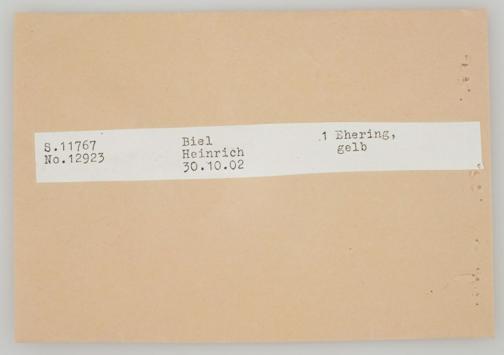 S.11767
No.12923
Biel
Heinrich
30.10.02
1 Ehering,
gelb